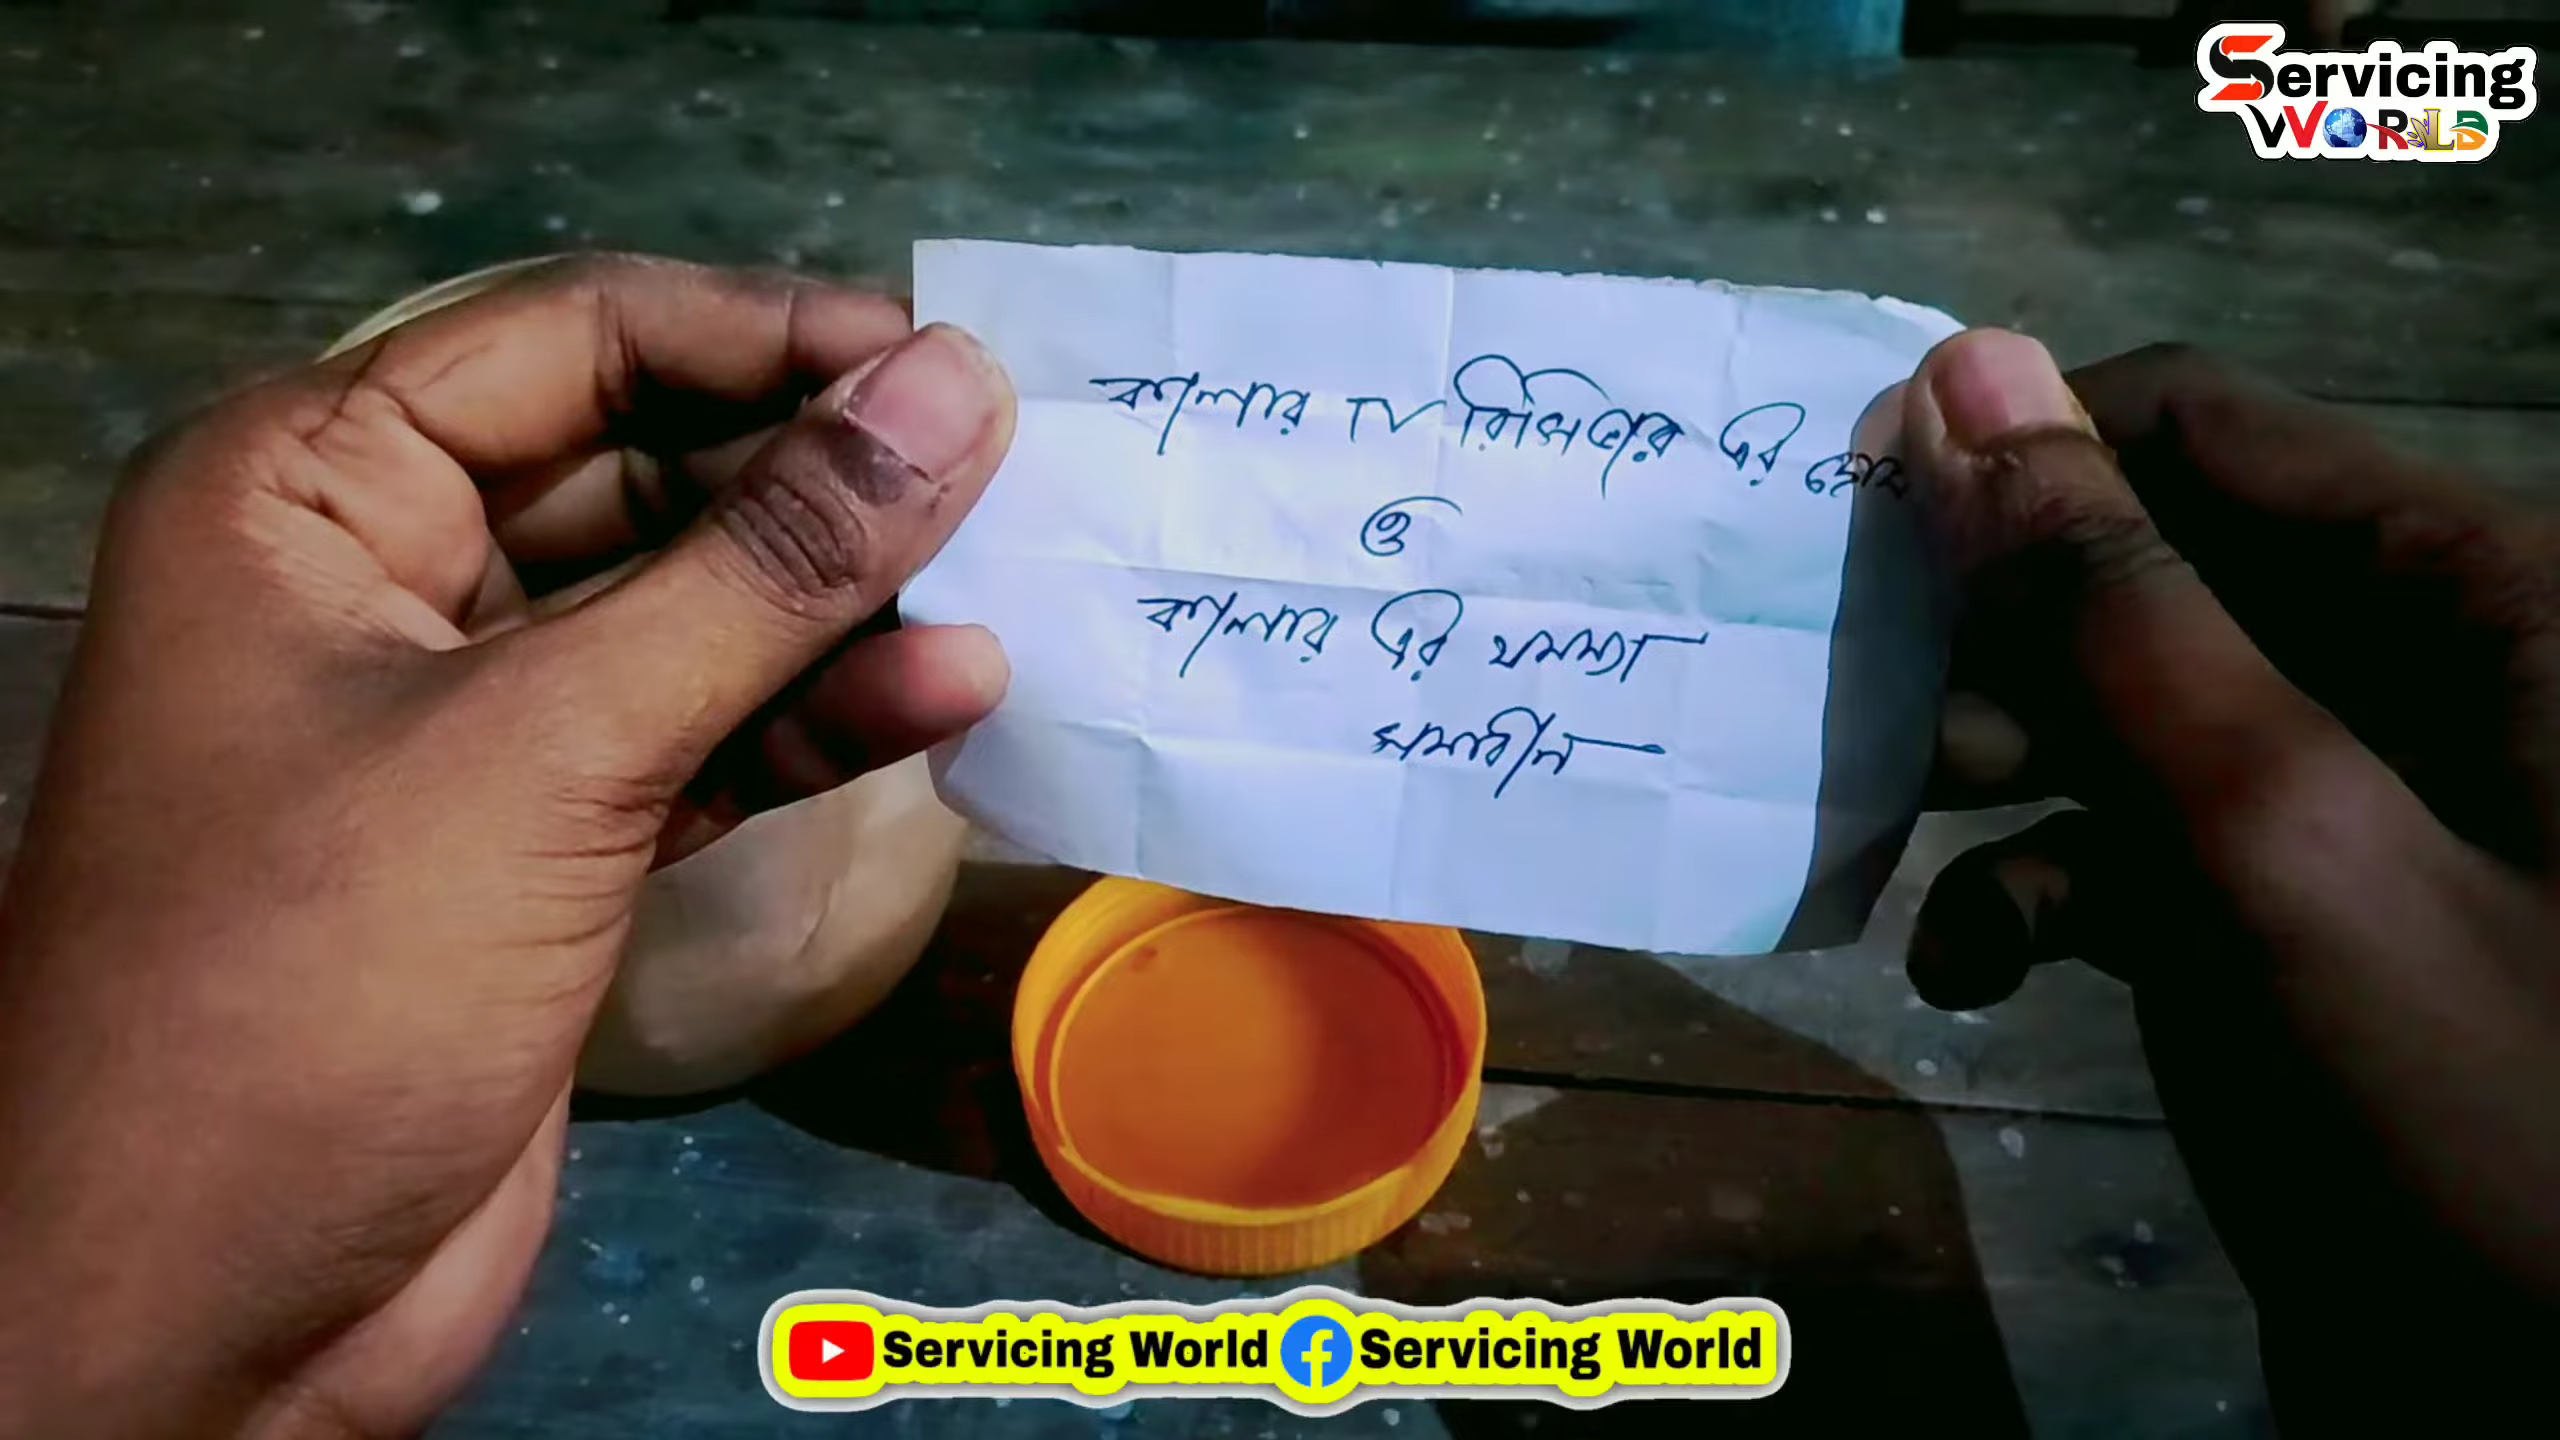 Servicing
WORLD
কালার TV রিসিভার এর
ও
কালার এর সমস্যা
সমাধান
Servicing World Servicing World